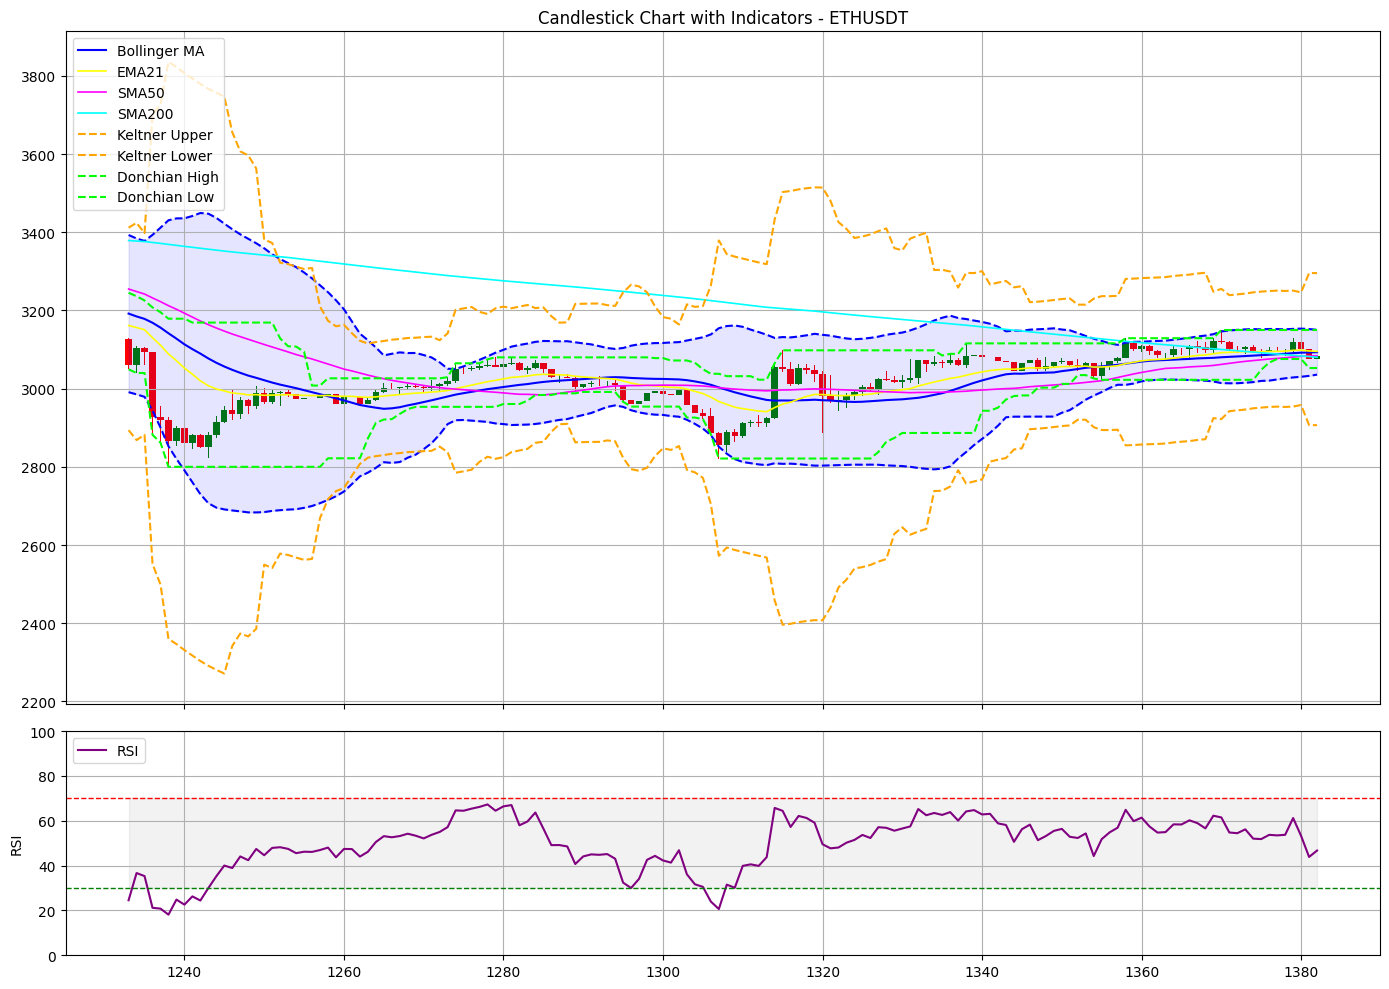 Candlestick Chart with Indicators - ETHUSDT
Bollinger MA
EMA21
SMA50
SMA200
Keltner Upper
Keltner Lower
Donchian High
Donchian Low
3800
3600
3400
3200
3000
2800
2600
2400
2200
RSI
RSI
100
80
60
40
20
0
1240
1260
1280
1300
1320
1340
1360
1380